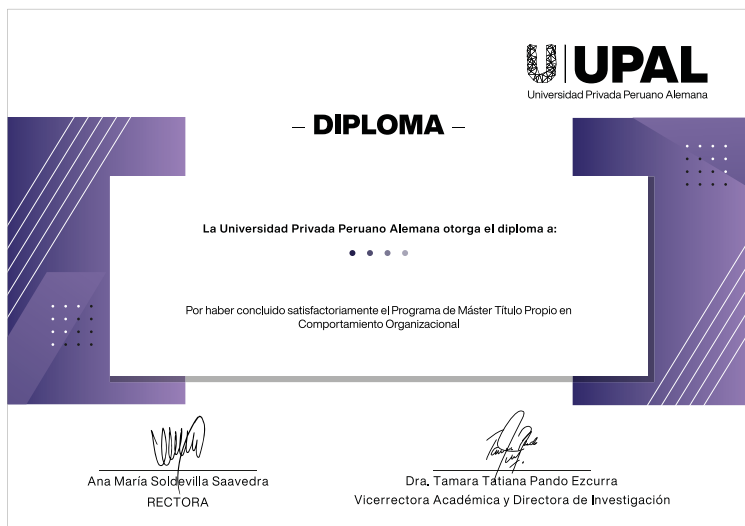 UPAL
Universidad Privada Peruano Alemana
– DIPLOMA –
La Universidad Privada Peruano Alemana otorga el diploma a:
Por haber concluido satisfactoriamente el Programa de Máster Título Propio en
Comportamiento Organizacional
Ana María Soldevilla Saavedra
RECTORA
Dra. Tamara Tatiana Pando Ezcurra
Vicerrectora Académica y Directora de Investigación